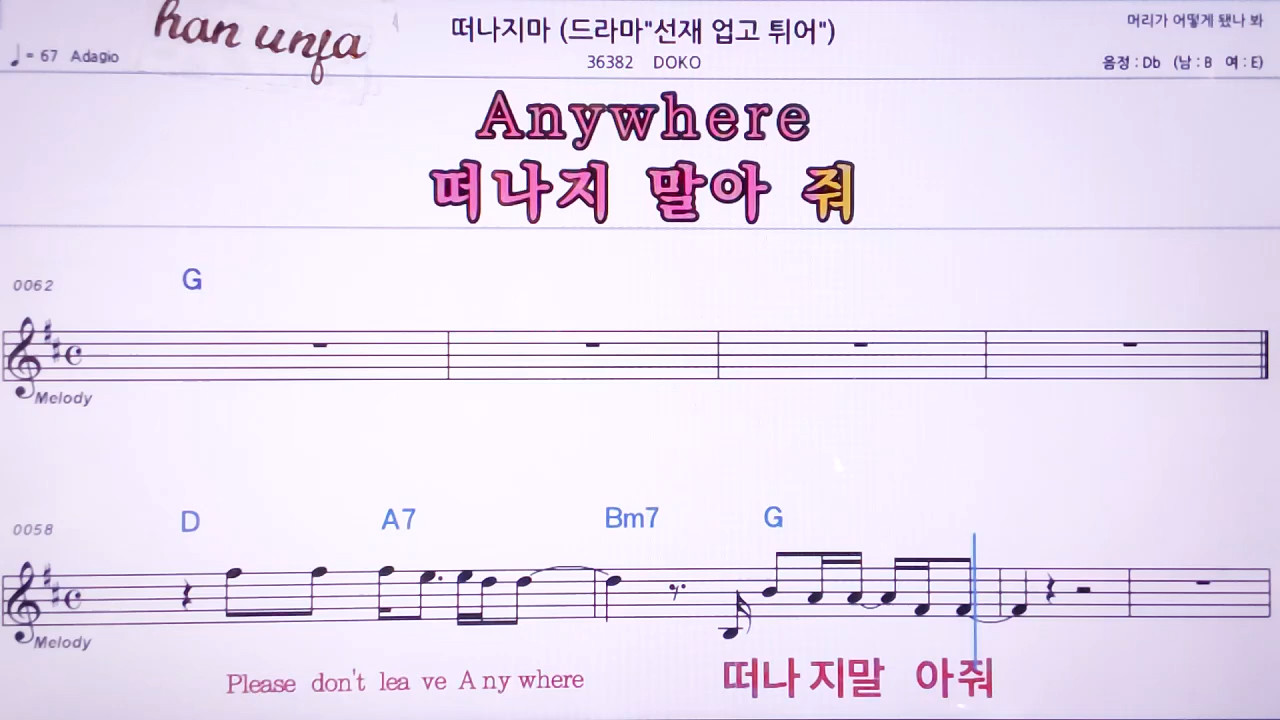 han unja
떠나지마 (드라마"선재 업고 튀어")
머리가 어떻게 됐나 봐
♩= 67 Adagio
36382 DOKO
음정 : Db (남 : B 여 : E)
Anywhere
떠나지 말아 줘
0062
G
Melody
0058
D A7 Bm7 G
Melody
Please don't lea ve A ny where 떠나 지말 아줘